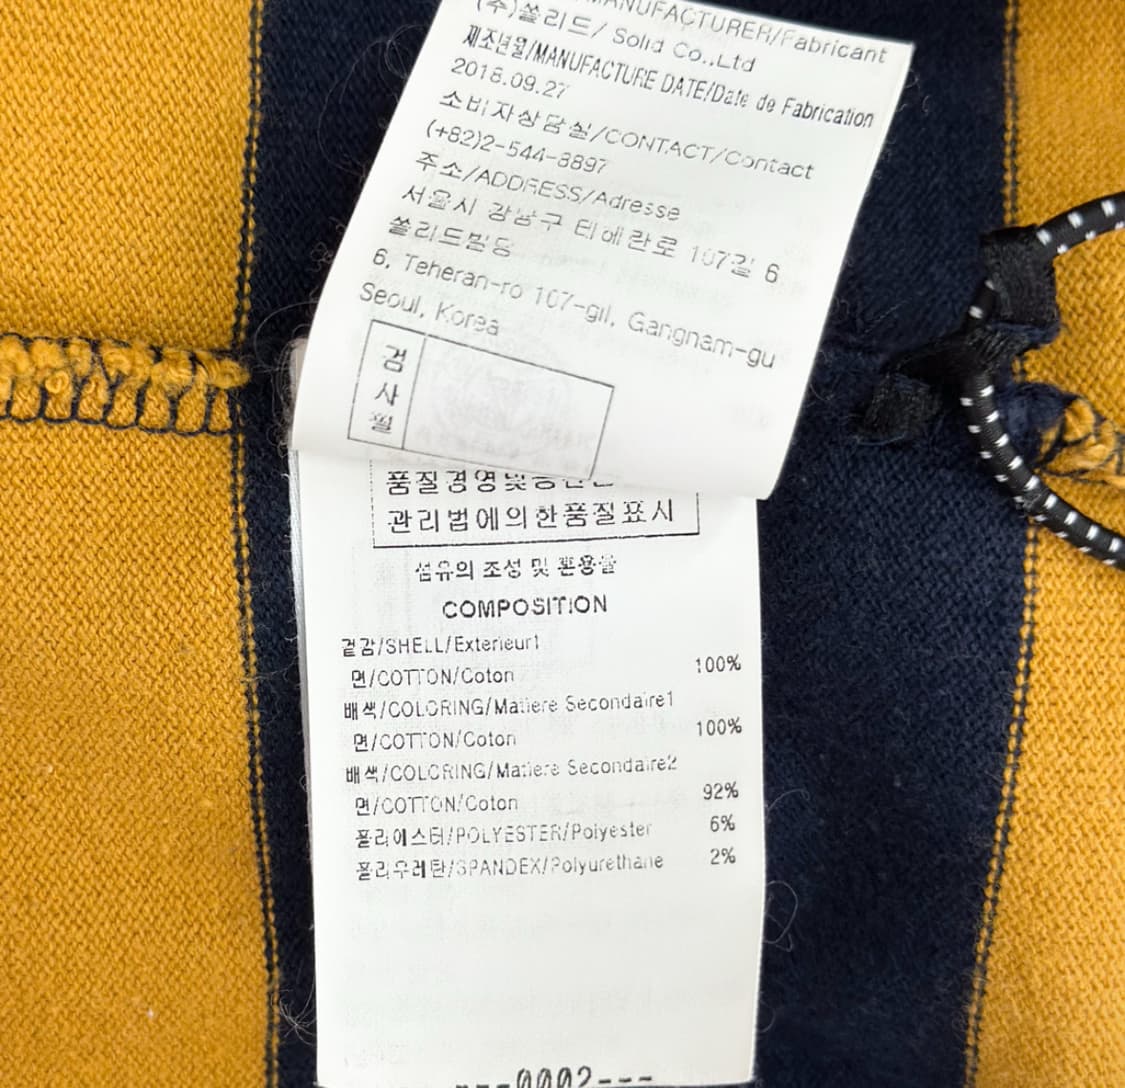 MANUFACTURER/Fabricant
(주)쏠리드/ Solid Co.,Ltd
제조년월/MANUFACTURE DATE/Date de Fabrication
2018.09.27
소비자상담실/CONTACT/Contact
(+82)2-544-8897
주소/ADDRESS/Adresse
서울시 강남구 테헤란로 107길 6
쏠리드빌딩
6, Teheran-ro 107-gil, Gangnam-gu
Seoul, Korea
검사필
품질경영및공산품
관리법에의한품질표시
섬유의 조성 및 혼용율
COMPOSITION
겉감/SHELL/Exterieur1
면/COTTON/Coton 100%
배색/COLORING/Matiere Secondaire1
면/COTTON/Coton 100%
배색/COLORING/Matiere Secondaire2
면/COTTON/Coton 92%
폴리에스터/POLYESTER/Polyester 6%
폴리우레탄/SPANDEX/Polyurethane 2%
---0002---